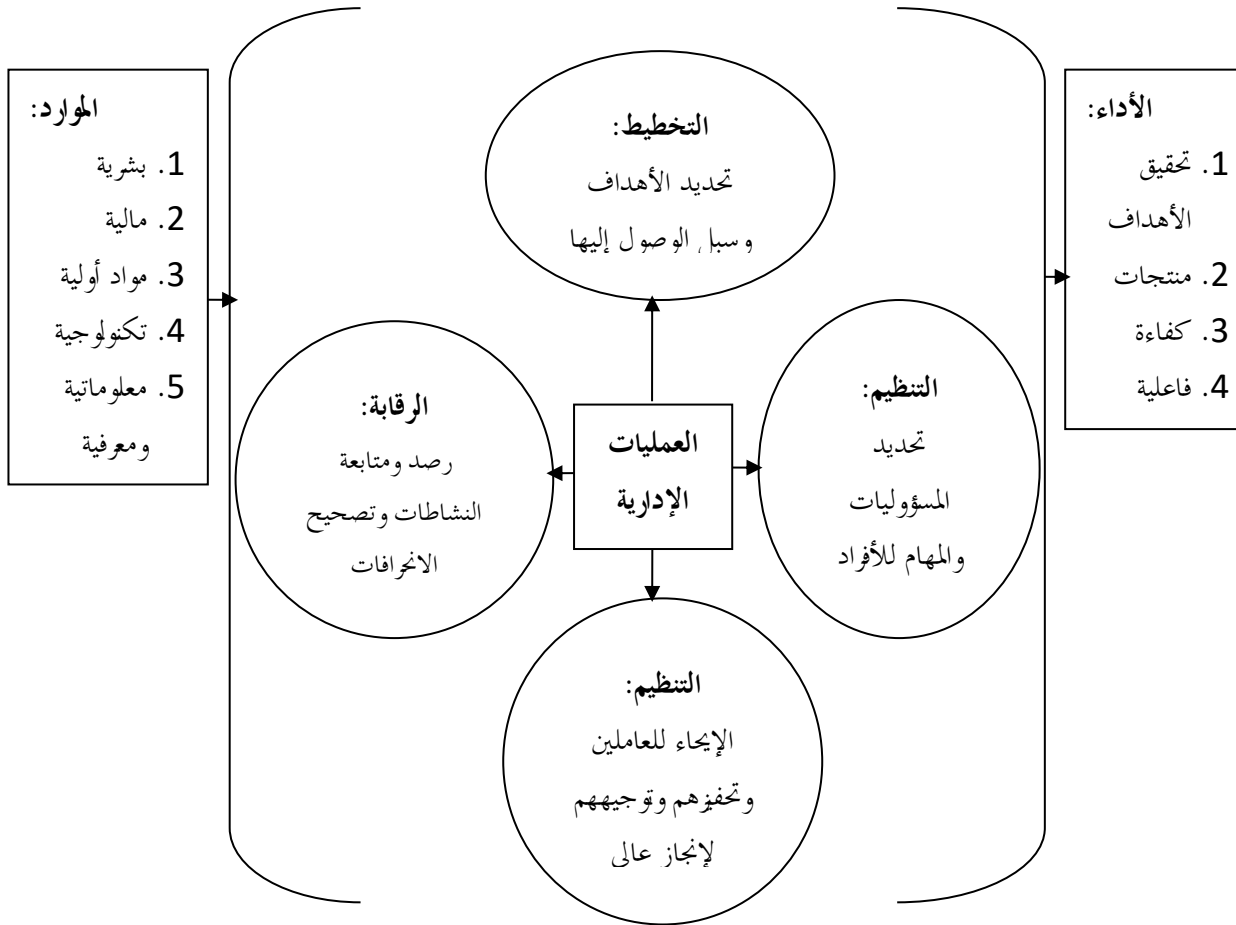 الموارد:
1. بشرية
2. مالية
3. مواد أولية
4. تكنولوجية
5. معلوماتية
ومعرفية
التخطيط:
تحديد الأهداف
وسبل الوصول إليها
الرقابة:
رصد ومتابعة
النشاطات وتصحيح
الانحرافات
العمليات
الإدارية
التنظيم:
تحديد
المسؤوليات
والمهام للأفراد
التنظيم:
الإيحاء للعاملين
وتحفيزهم وتوجيههم
لإنجاز عالي
الأداء:
1. تحقيق
الأهداف
2. منتجات
3. كفاءة
4. فاعلية